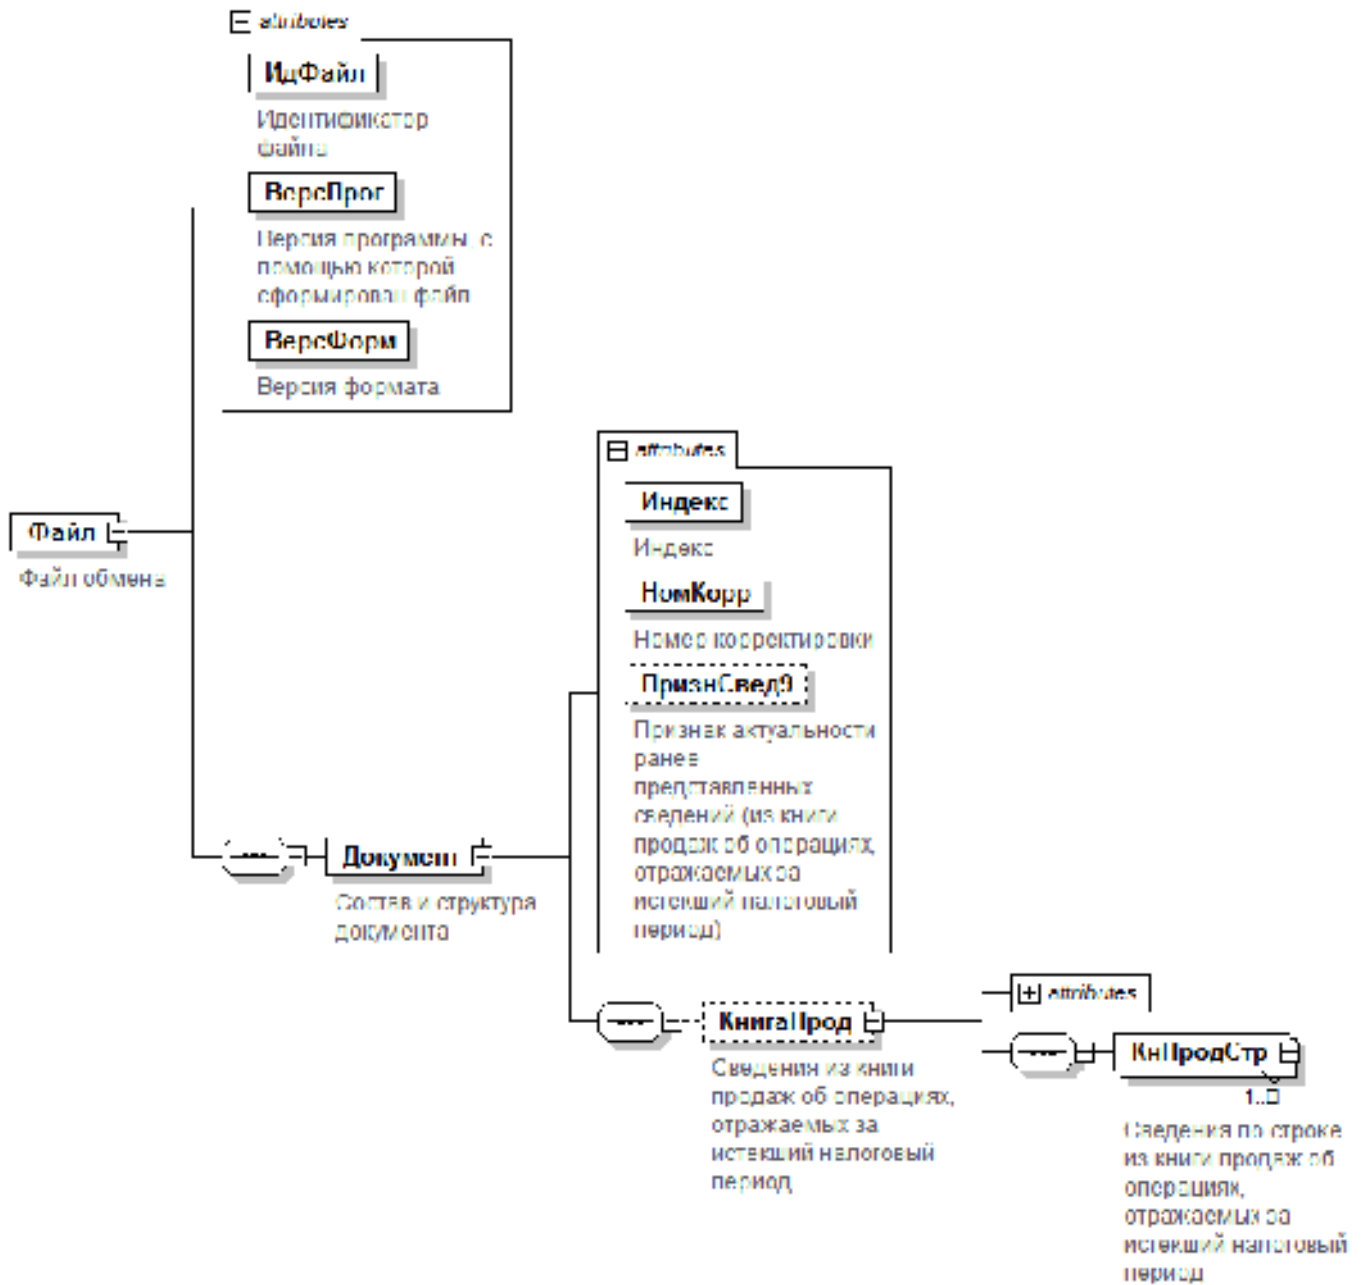 attributes
ИдФайл
Идентификатор
файла
ВерсПрог
Версия программы, с
помощью которой
сформирован файл
ВерсФорм
Версия формата
attributes
Индекс
Индекс
Файл
Файл обмена
НомКорр
Номер корректировки
ПризнСвед9
Признак актуальности
ранее
представленных
сведений (из книги
продаж об операциях,
отражаемых за
истекший налоговый
период)
Документ
Состав и структура
документа
attributes
КнигаПрод
Сведения из книги
продаж об операциях,
отражаемых за
истекший налоговый
период
КнПродСтр
1..□
Сведения по строке
из книги продаж об
операциях,
отражаемых за
истекший налоговый
период